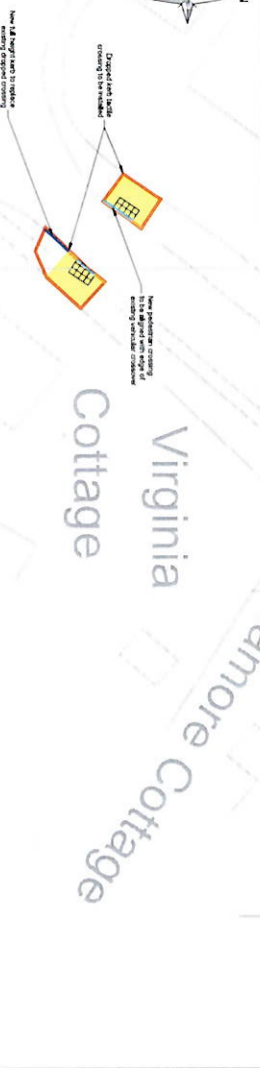 New full height kerb to replace
existing dropped crossing
Dropped kerb tactile
crossing to be installed
New pedestrian crossing
to be aligned with edge of
existing vehicular crossover
Virginia
Cottage
amore Cottage